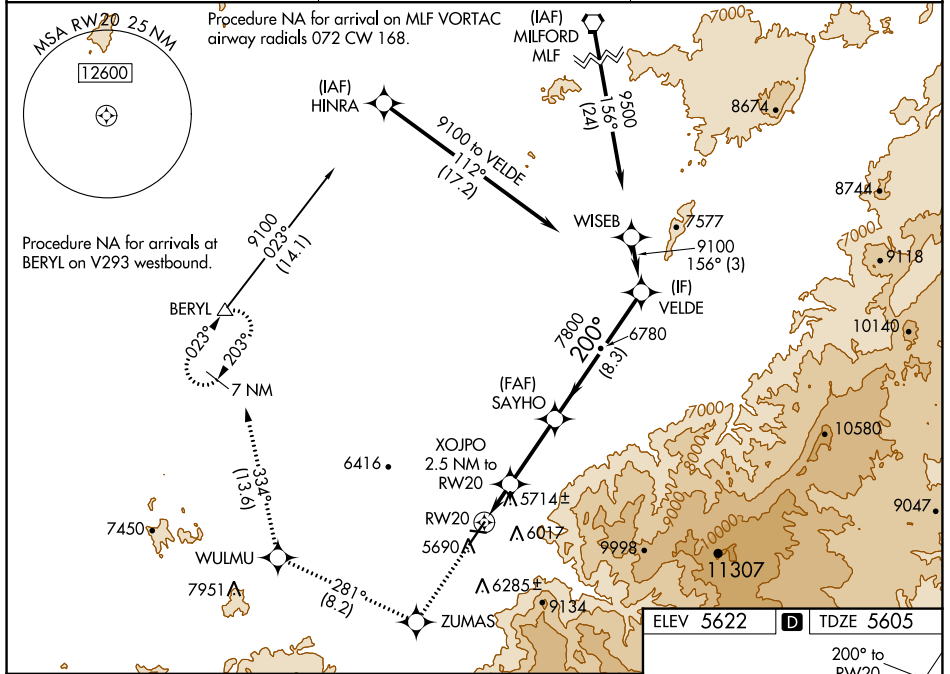 MSA RW20 25 NM
12600
Procedure NA for arrival on MLF VORTAC
airway radials 072 CW 168.
(IAF)
MILFORD
MLF
7000
9500
156°
(24)
8674
(IAF)
HINRA
9100 to VELDE
112°
(17.2)
8744
7000
WISEB
7577
9118
9100
156° (3)
9100
023°
(14.1)
Procedure NA for arrivals at
BERYL on V293 westbound.
(IF)
VELDE
BERYL
023°
203°
7 NM
7800
200°
6780
(8.3)
10140
(FAF)
SAYHO
7000
9000
10580
XOJPO
2.5 NM to
RW20
6416
334°
(13.6)
5714±
9047
RW20
6017
10000
7450
5690
9998
11307
WULMU
7951
281°
(8.2)
6285±
9134
ZUMAS
ELEV 5622
D
TDZE 5605
200° to
RW20